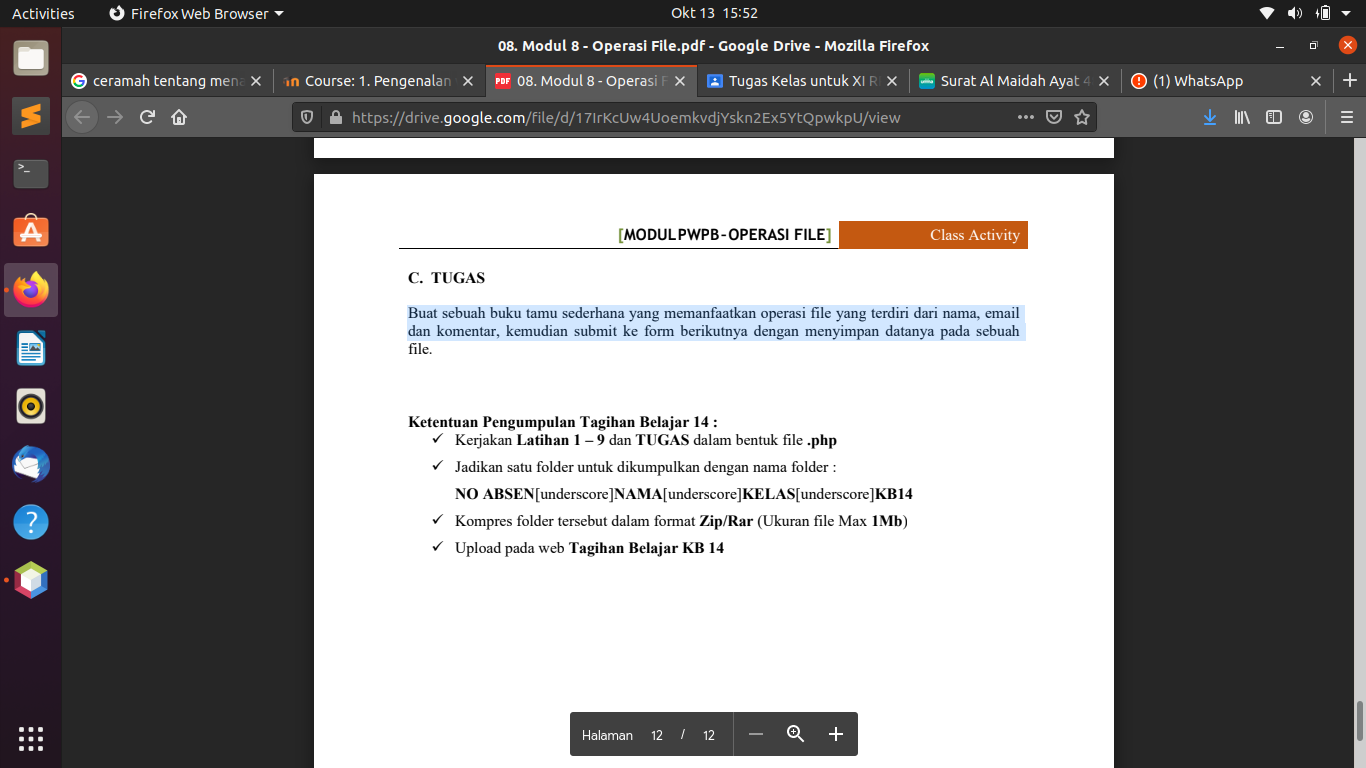 Activities
Firefox Web Browser
Okt 13 15:52
08. Modul 8 - Operasi File.pdf - Google Drive - Mozilla Firefox
ceramah tentang mena
Course: 1. Pengenalan
PDF
08. Modul 8 - Operasi F
Tugas Kelas untuk XI R
Surat Al Maidah Ayat 4
(1) WhatsApp
https://drive.google.com/file/d/17IrKcUw4UoemkvdjYskn2Ex5YtQpwkpU/view
[MODUL PWPB - OPERASI FILE]
Class Activity
C. TUGAS
Buat sebuah buku tamu sederhana yang memanfaatkan operasi file yang terdiri dari nama, email
dan komentar, kemudian submit ke form berikutnya dengan menyimpan datanya pada sebuah
file.
Ketentuan Pengumpulan Tagihan Belajar 14 :
✓ Kerjakan Latihan 1 – 9 dan TUGAS dalam bentuk file .php
✓ Jadikan satu folder untuk dikumpulkan dengan nama folder :
NO ABSEN[underscore]NAMA[underscore]KELAS[underscore]KB14
✓ Kompres folder tersebut dalam format Zip/Rar (Ukuran file Max 1Mb)
✓ Upload pada web Tagihan Belajar KB 14
Halaman 12 / 12